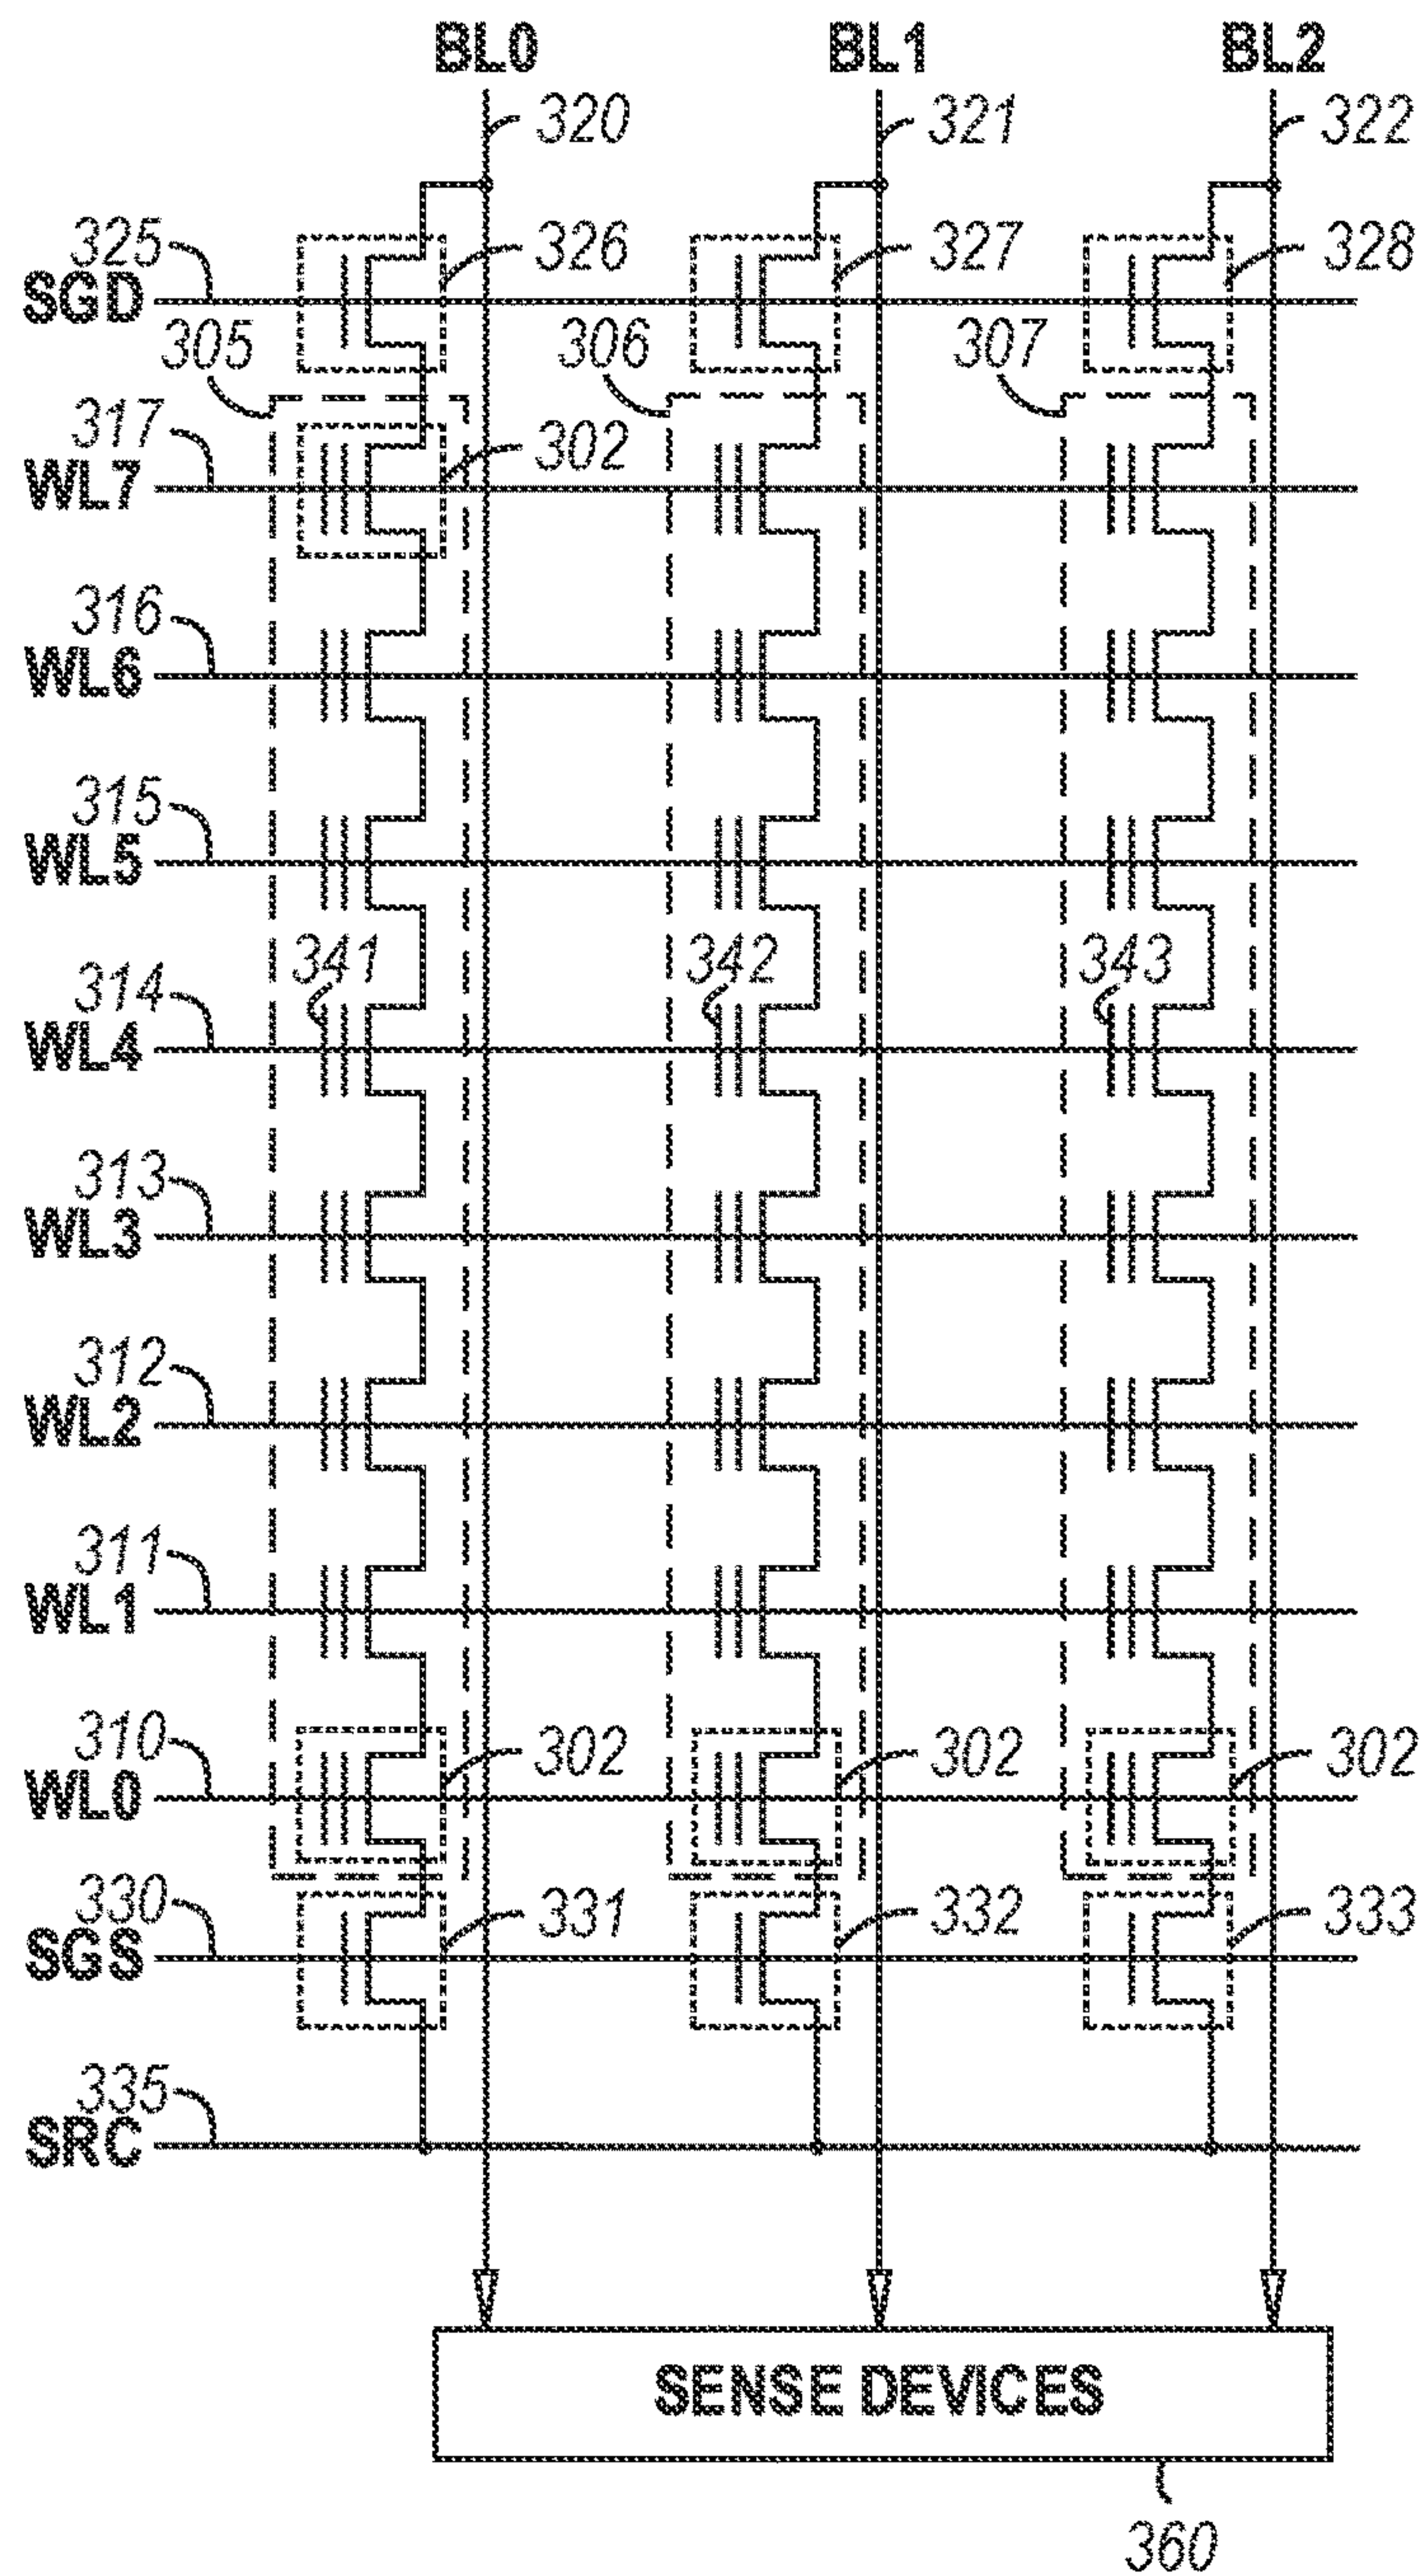 BL0 BL1 BL2
320 321 322
325 326 327 328
SGD
305 306 307
317 302
WL7
316
WL6
315
WL5
341 342 343
314
WL4
313
WL3
312
WL2
311
WL1
310 302 302 302
WL0
330 331 332 333
SGS
335
SRC
SENSE DEVICES
360